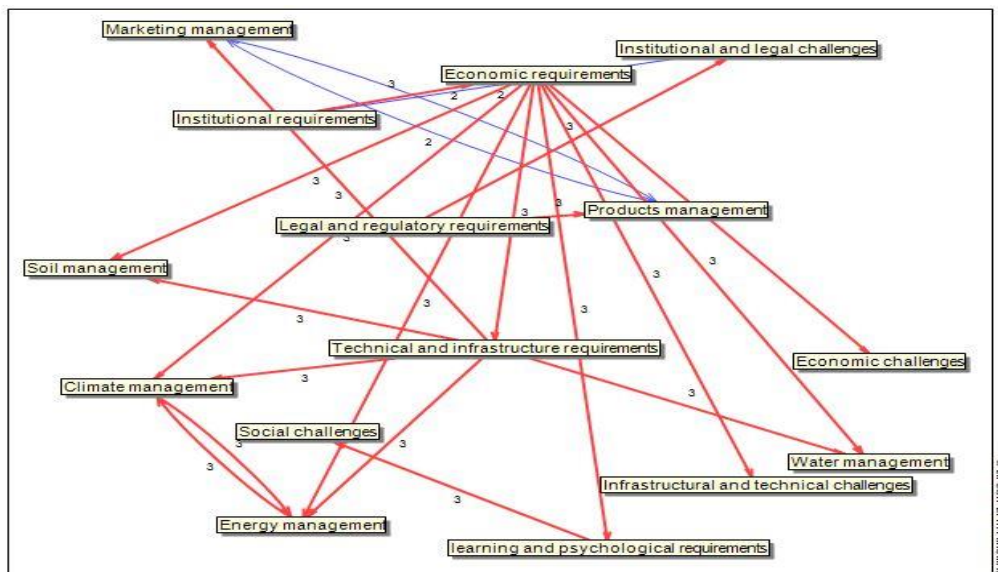 Marketing management
Institutional and legal challenges
Economic requirements
3
2
2
Institutional requirements
3
2
3
3
3
3
3
Products management
Legal and regulatory requirements
3
Soil management
3
3
3
3
3
Technical and infrastructure requirements
Economic challenges
3
Climate management
3
Social challenges
3
3
3
Water management
Infrastructural and technical challenges
3
Energy management
learning and psychological requirements